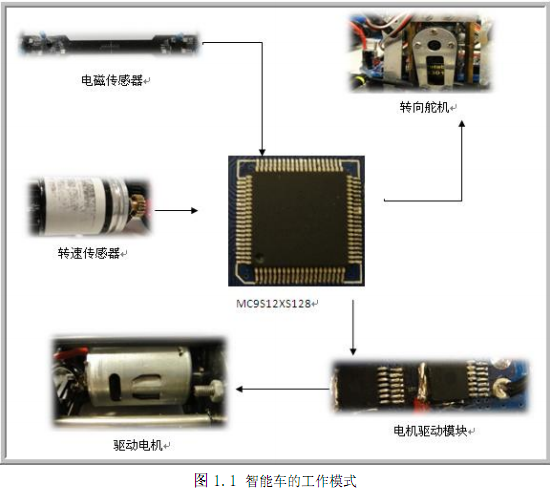 电磁传感器
转向舵机
转速传感器
MC9S12XS128
驱动电机
电机驱动模块
图 1.1 智能车的工作模式